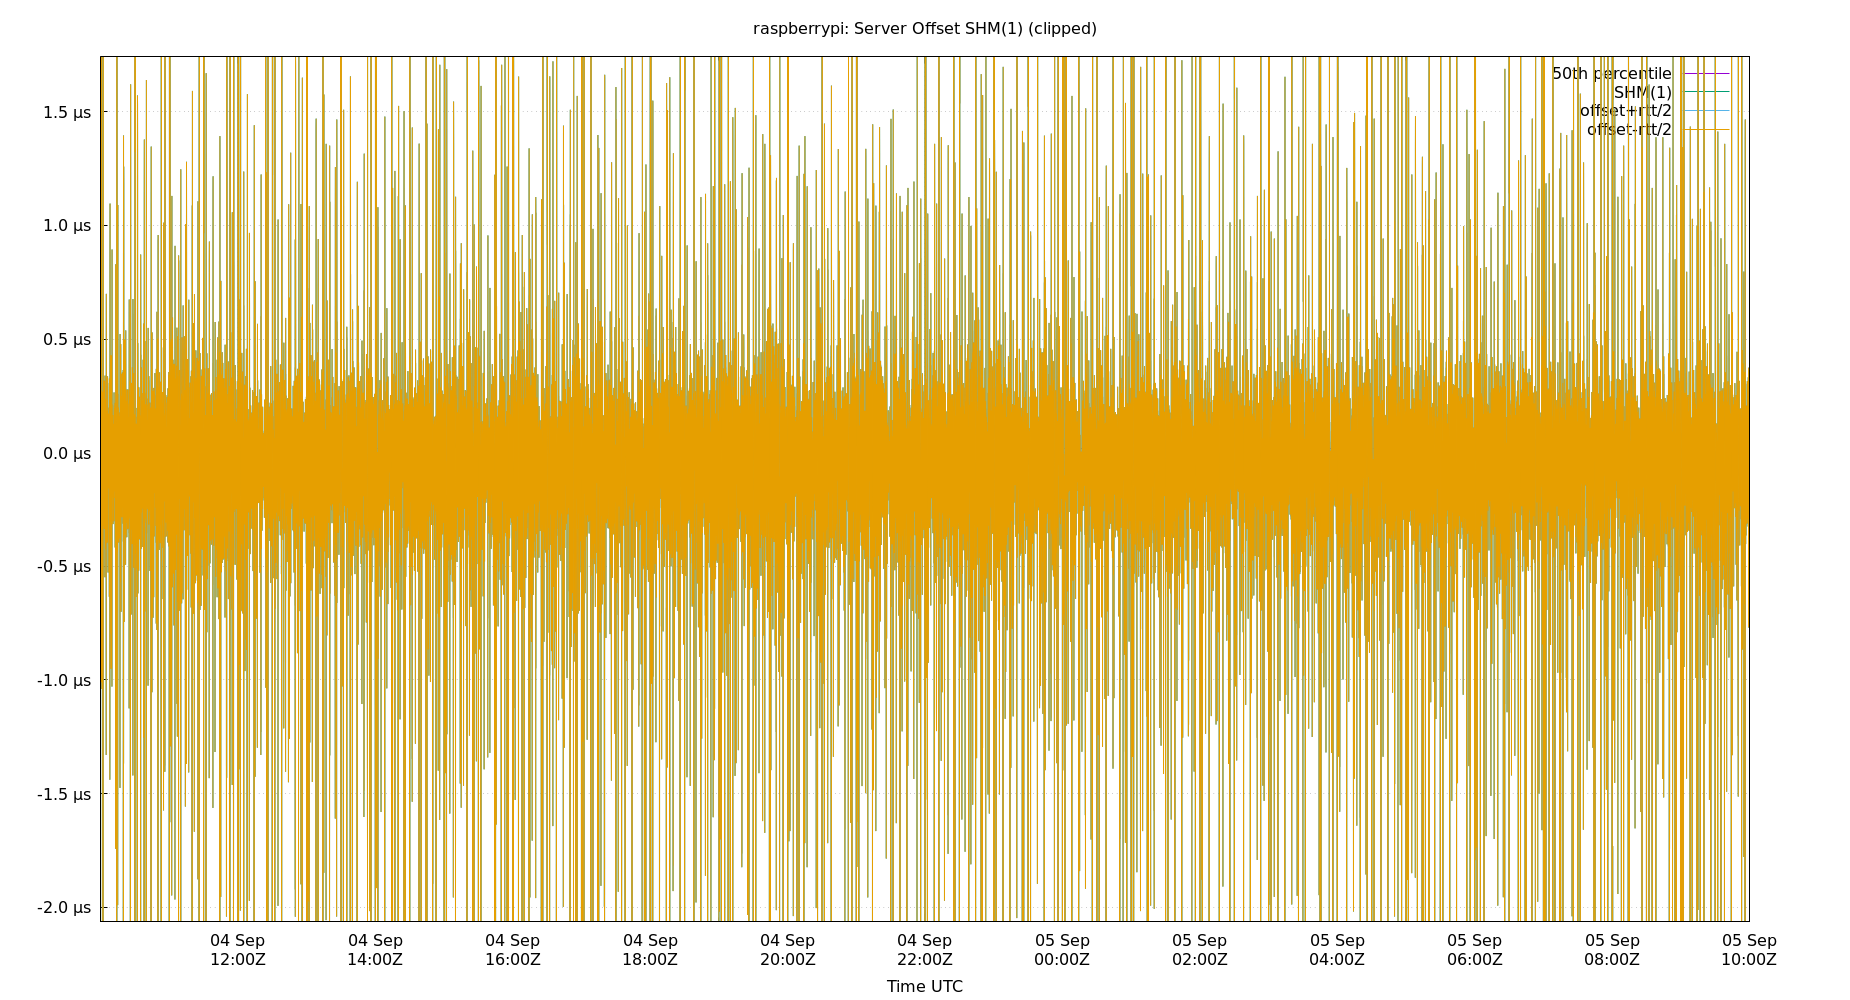 raspberrypi: Server Offset SHM(1) (clipped)
50th percentile
SHM(1)
offset+rtt/2
offset-rtt/2
1.5 µs
1.0 µs
0.5 µs
0.0 µs
-0.5 µs
-1.0 µs
-1.5 µs
-2.0 µs
04 Sep 04 Sep 04 Sep 04 Sep 04 Sep 04 Sep 05 Sep 05 Sep 05 Sep 05 Sep 05 Sep 05 Sep
12:00Z 14:00Z 16:00Z 18:00Z 20:00Z 22:00Z 00:00Z 02:00Z 04:00Z 06:00Z 08:00Z 10:00Z
Time UTC